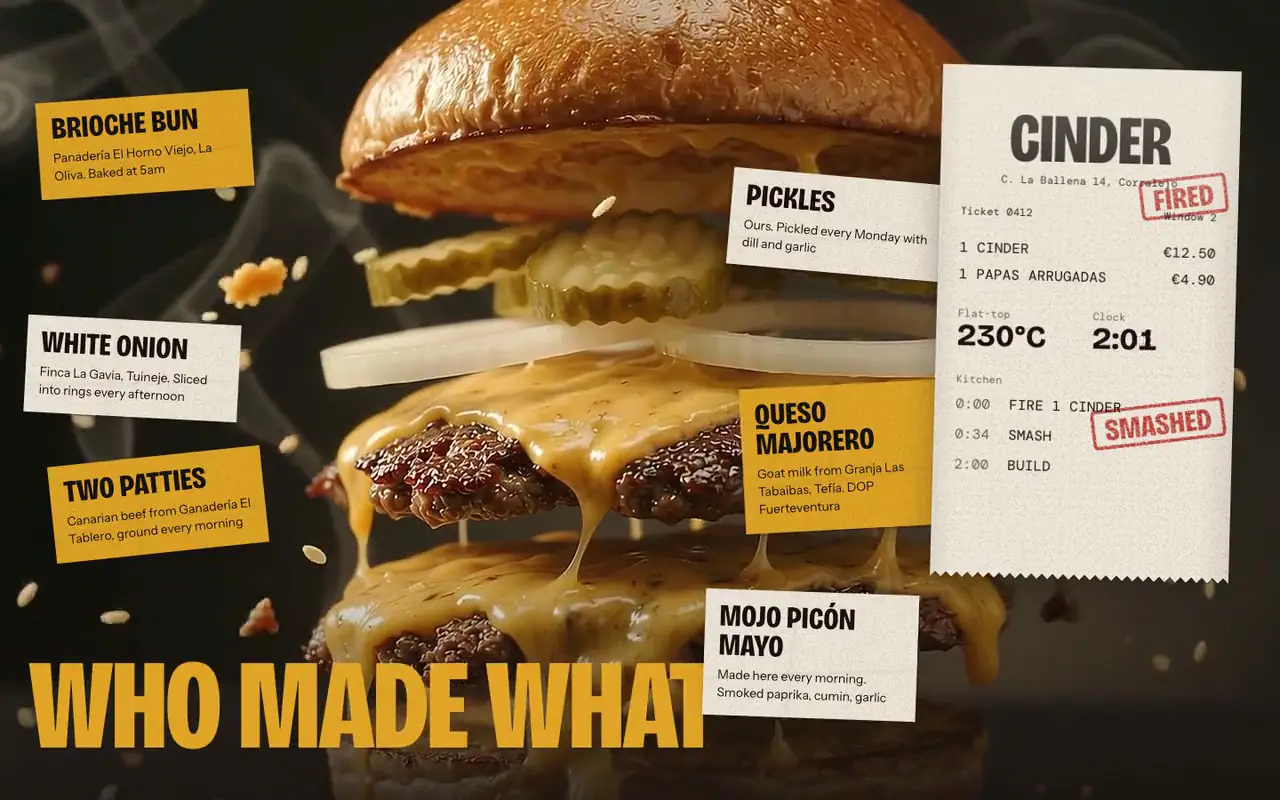 BRIOCHE BUN
Panadería El Horno Viejo, La
Oliva. Baked at 5am
WHITE ONION
Finca La Gavia, Tuineje. Sliced
into rings every afternoon
TWO PATTIES
Canarian beef from Ganadería El
Tablero, ground every morning
PICKLES
Ours. Pickled every Monday with
dill and garlic
QUESO
MAJORERO
Goat milk from Granja Las
Tabaibas, Tefía. DOP
Fuerteventura
MOJO PICÓN
MAYO
Made here every morning.
Smoked paprika, cumin, garlic
WHO MADE WHAT
CINDER
C. La Ballena 14, Corralejo
FIRED
Ticket 0412 Window 2
1 CINDER €12.50
1 PAPAS ARRUGADAS €4.90
Flat-top Clock
230°C 2:01
Kitchen
0:00 FIRE 1 CINDER
SMASHED
0:34 SMASH
2:00 BUILD